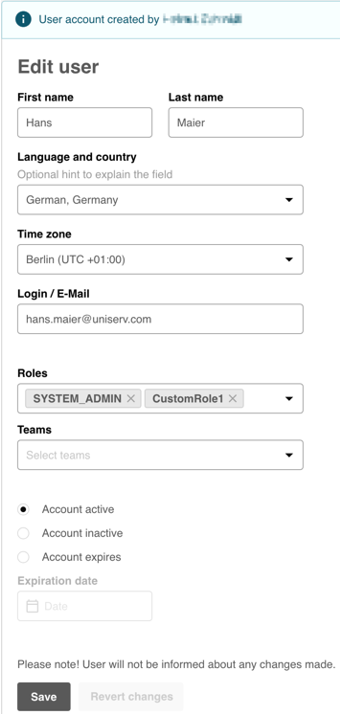 User account created by
Edit user
First name Last name
Hans Maier
Language and country
Optional hint to explain the field
German, Germany
Time zone
Berlin (UTC +01:00)
Login / E-Mail
hans.maier@uniserv.com
Roles
SYSTEM_ADMIN × CustomRole1 ×
Teams
Select teams
Account active
Account inactive
Account expires
Expiration date
Date
Please note! User will not be informed about any changes made.
Save Revert changes